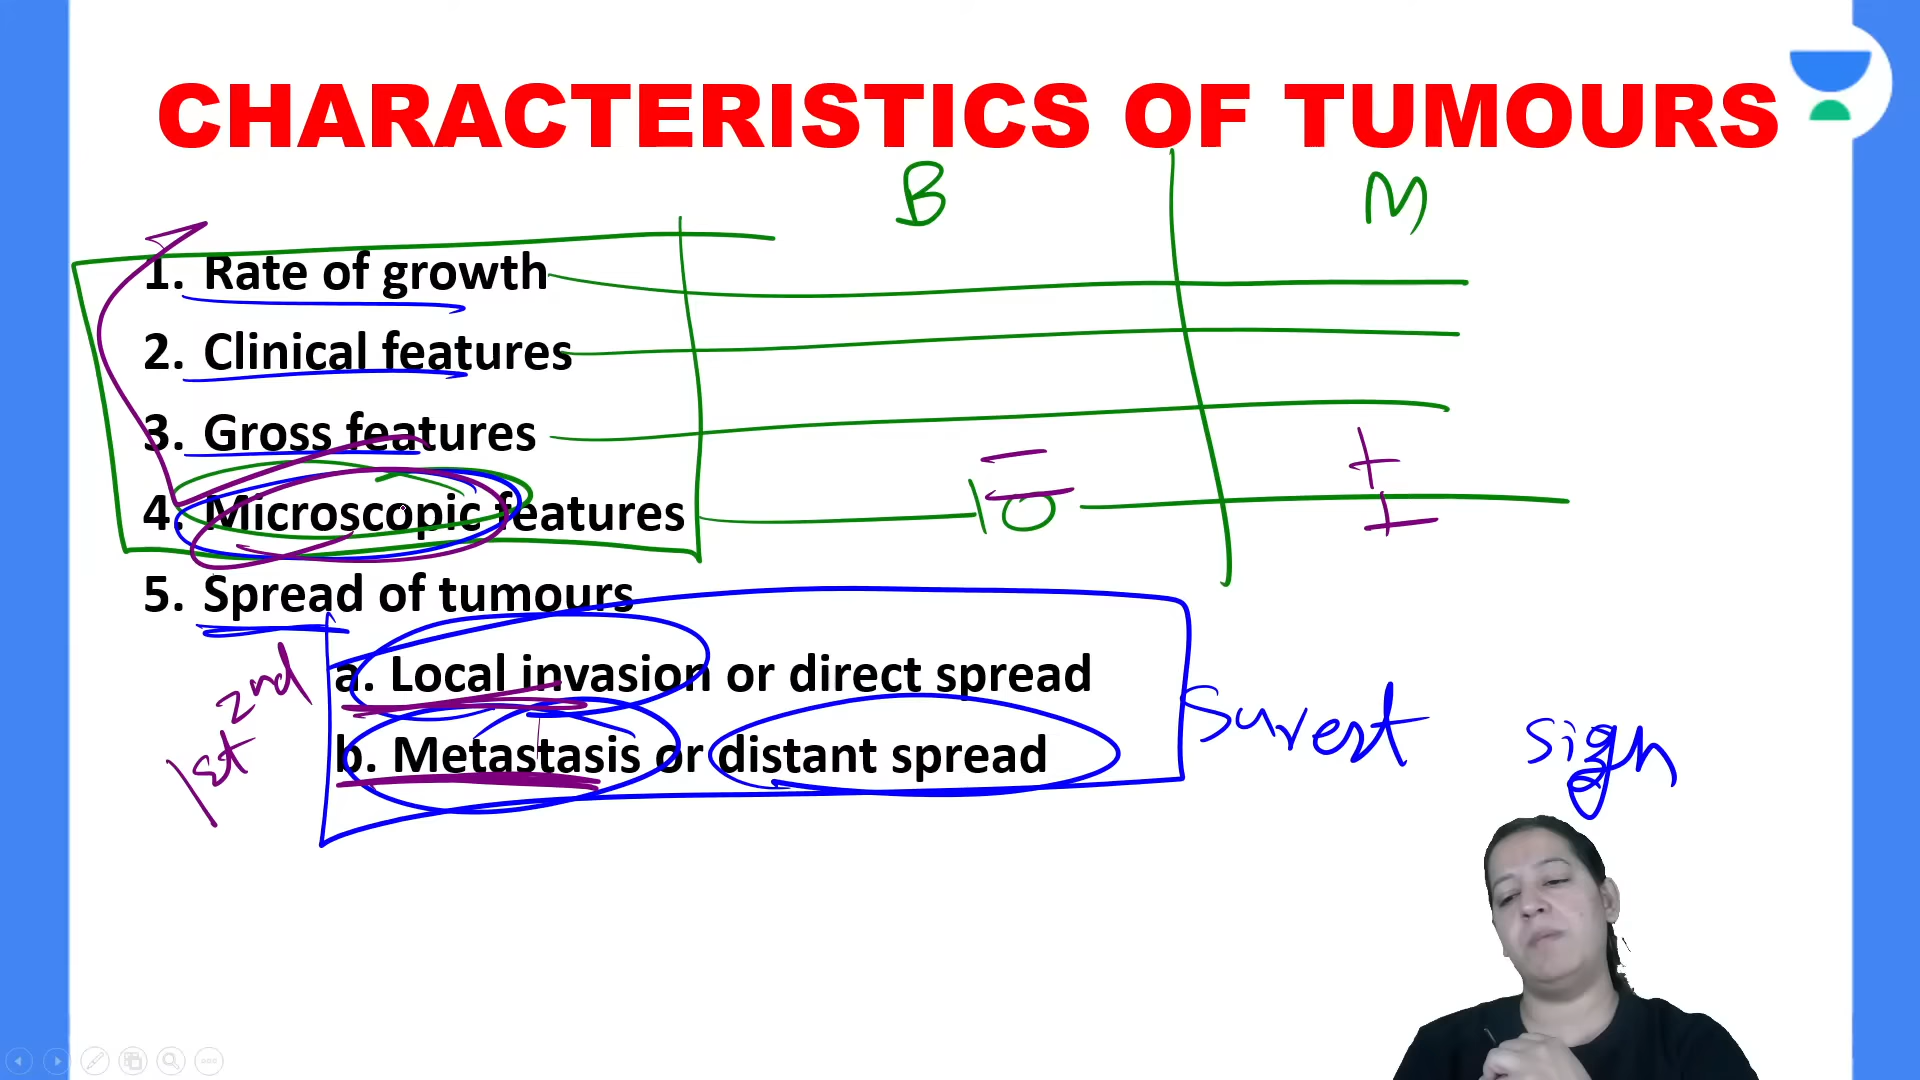 CHARACTERISTICS OF TUMOURS
B M
1. Rate of growth
2. Clinical features
3. Gross features
4. Microscopic features 10
5. Spread of tumours
2nd a. Local invasion or direct spread
1st b. Metastasis or distant spread
Surest sign